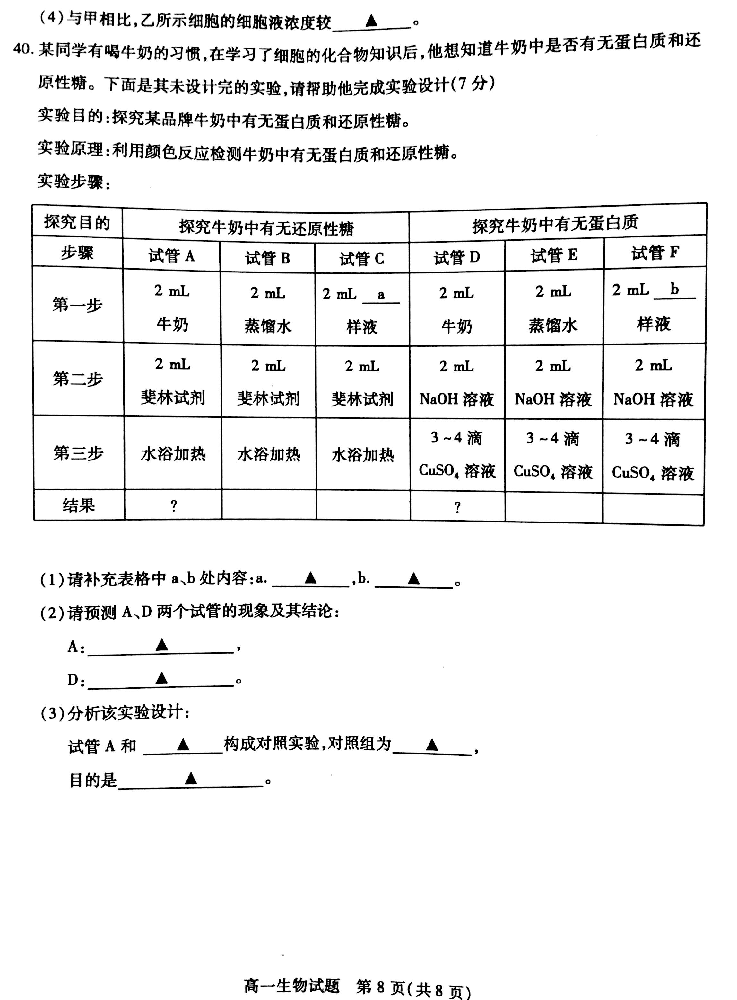 (4)与甲相比,乙所示细胞的细胞液浓度较 ▲ 。
40. 某同学有喝牛奶的习惯,在学习了细胞的化合物知识后,他想知道牛奶中是否有无蛋白质和还
原性糖。下面是其未设计完的实验,请帮助他完成实验设计(7 分)
实验目的:探究某品牌牛奶中有无蛋白质和还原性糖。
实验原理:利用颜色反应检测牛奶中有无蛋白质和还原性糖。
实验步骤:
探究目的 探究牛奶中有无还原性糖 探究牛奶中有无蛋白质
步骤 试管 A 试管 B 试管 C 试管 D 试管 E 试管 F
2 mL 2 mL 2 mL a 2 mL 2 mL 2 mL b
第一步
牛奶 蒸馏水 样液 牛奶 蒸馏水 样液
2 mL 2 mL 2 mL 2 mL 2 mL 2 mL
第二步
斐林试剂 斐林试剂 斐林试剂 NaOH 溶液 NaOH 溶液 NaOH 溶液
3~4 滴 3~4 滴 3~4 滴
第三步 水浴加热 水浴加热 水浴加热
CuSO₄ 溶液 CuSO₄ 溶液 CuSO₄ 溶液
结果 ? ?
(1)请补充表格中 a、b 处内容:a. ▲ ,b. ▲ 。
(2)请预测 A、D 两个试管的现象及其结论:
A: ▲ ,
D: ▲ 。
(3)分析该实验设计:
试管 A 和 ▲ 构成对照实验,对照组为 ▲ ,
目的是 ▲ 。
高一生物试题 第 8 页(共 8 页)